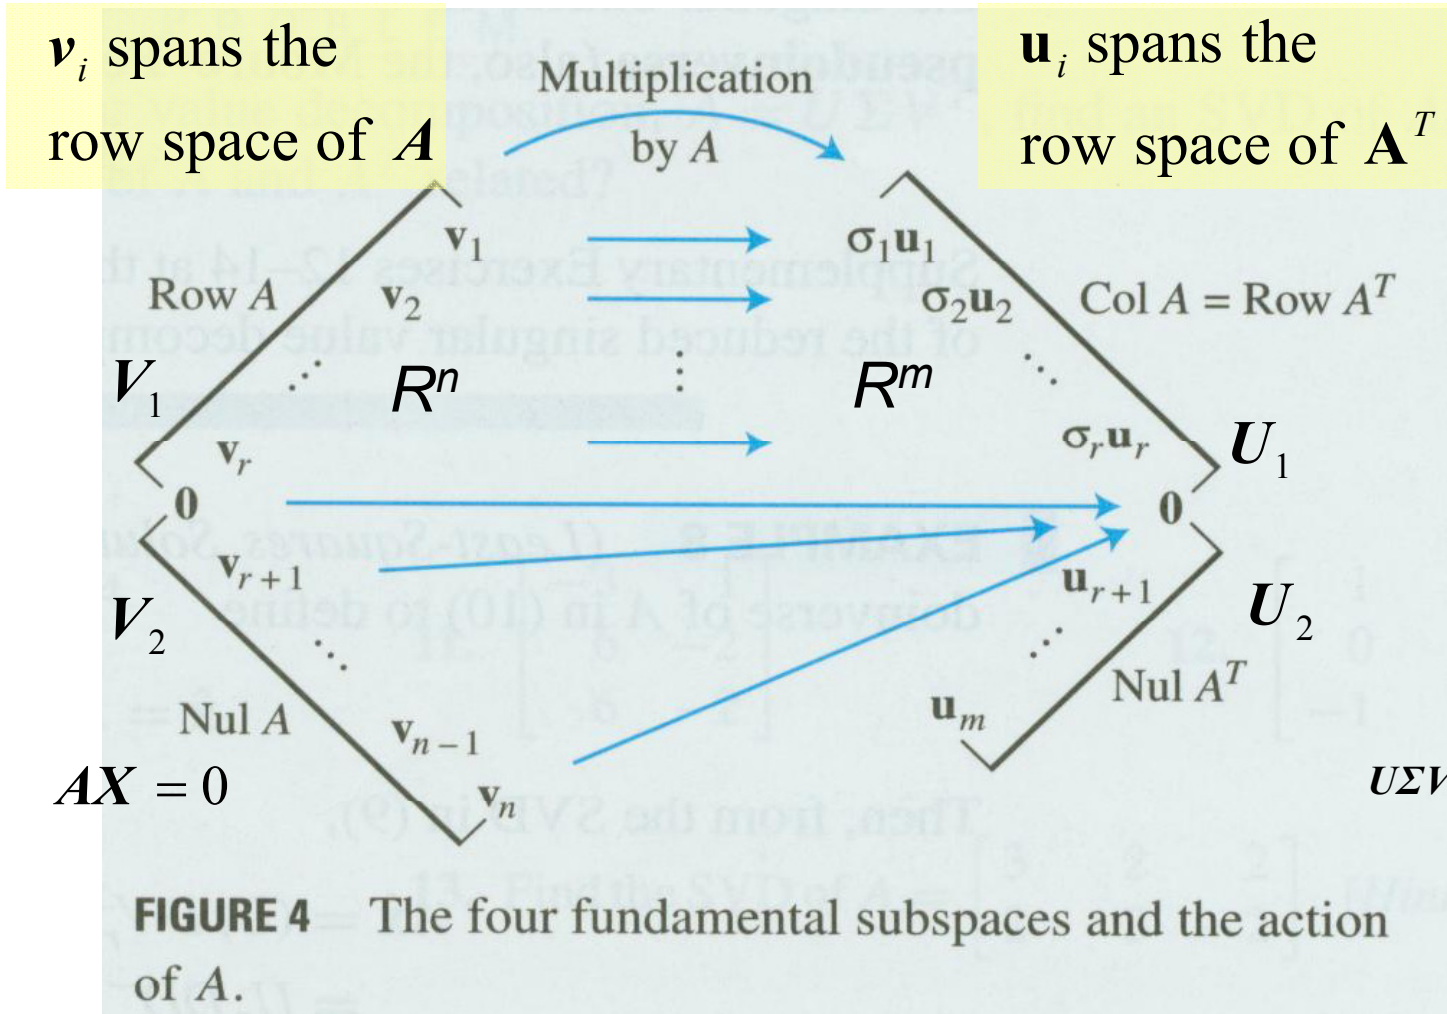 v_i spans the
row space of A
u_i spans the
row space of A^T
Multiplication
by A
v_1
σ_1u_1
Row A
v_2
σ_2u_2
Col A = Row A^T
V_1
⋱
R^n
⋮
R^m
⋱
v_r
σ_ru_r
U_1
0
0
v_{r+1}
u_{r+1}
V_2
U_2
⋱
⋱
Nul A
v_{n-1}
u_m
Nul A^T
AX = 0
v_n
UΣV
FIGURE 4 The four fundamental subspaces and the action
of A.